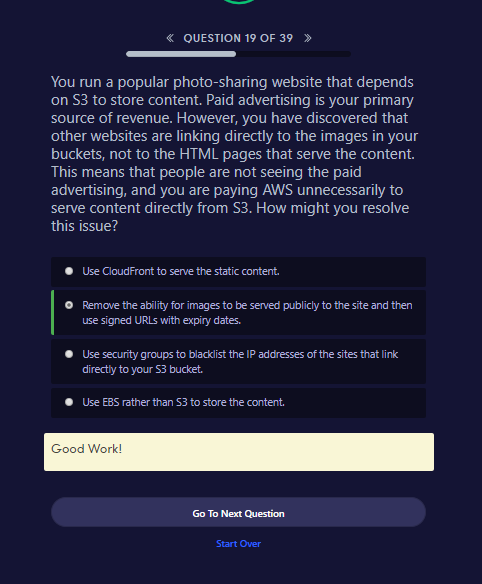 QUESTION 19 OF 39
You run a popular photo-sharing website that depends
on S3 to store content. Paid advertising is your primary
source of revenue. However, you have discovered that
other websites are linking directly to the images in your
buckets, not to the HTML pages that serve the content.
This means that people are not seeing the paid
advertising, and you are paying AWS unnecessarily to
serve content directly from S3. How might you resolve
this issue?
Use CloudFront to serve the static content.
Remove the ability for images to be served publicly to the site and then
use signed URLs with expiry dates.
Use security groups to blacklist the IP addresses of the sites that link
directly to your S3 bucket.
Use EBS rather than S3 to store the content.
Good Work!
Go To Next Question
Start Over